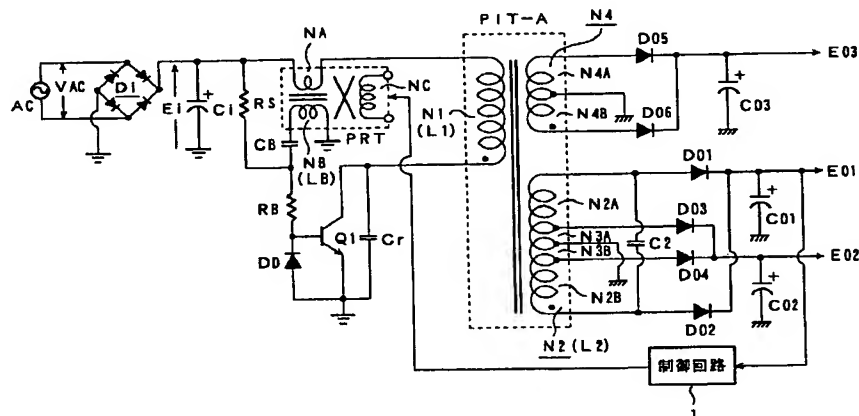 PIT-A
N4
D05
E03
NA
N4A
N4B
C03
D06
VAC
Di
AC
Ei
Ci
RS
NC
PRT
CB
NB
(LB)
N1
(L1)
RB
Q1
Cr
DD
D01
E01
N2A
D03
C01
N3A
N3B
C2
E02
D04
N2B
C02
D02
N2(L2)
制御回路
1